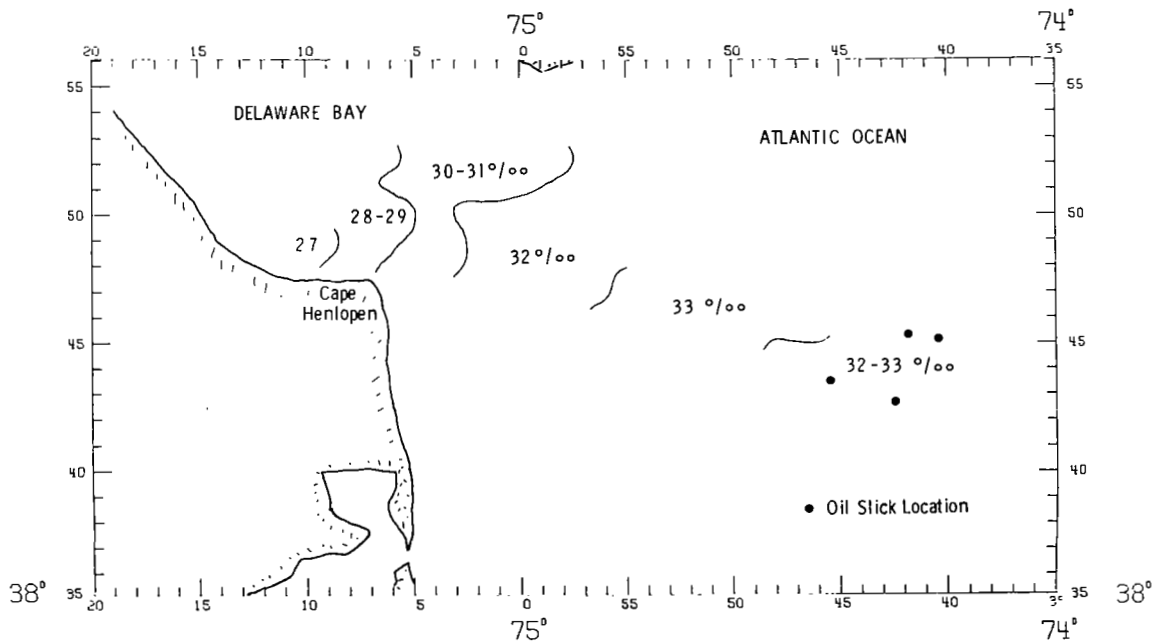 75°
74°
20 15 10 5 0 55 50 45 40 35
55 55
DELAWARE BAY
ATLANTIC OCEAN
30-31°/oo
50 50
28-29
27
32°/oo
Cape
Henlopen
33 °/oo
45 45
32-33 °/oo
40 40
Oil Slick Location
38° 35 35 38°
20 15 10 5 0 55 50 45 40
75°
74°